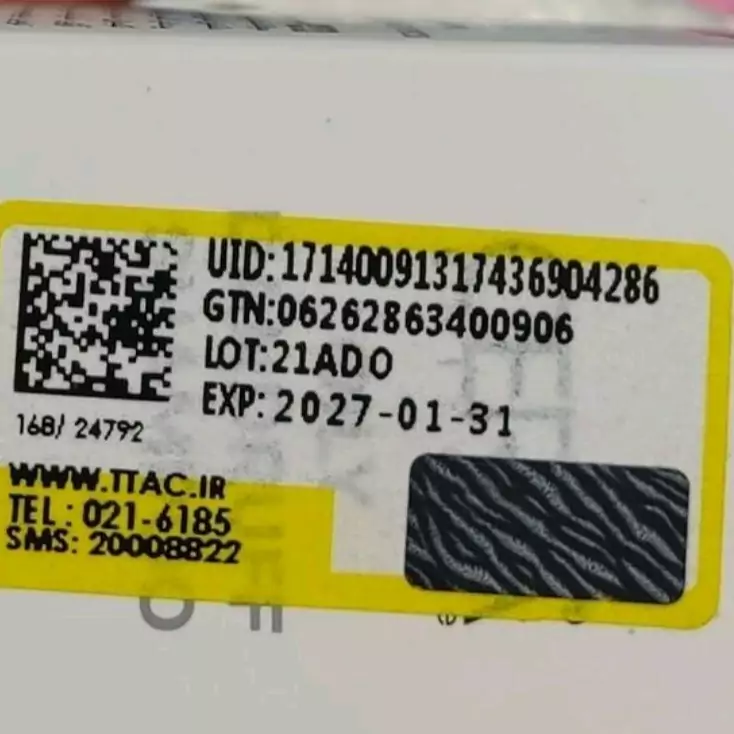 UID:17140091317436904286
GTN:06262863400906
LOT:21ADO
EXP:2027-01-31
168/ 24792
WWW.TTAC.IR
TEL: 021-6185
SMS: 20008822